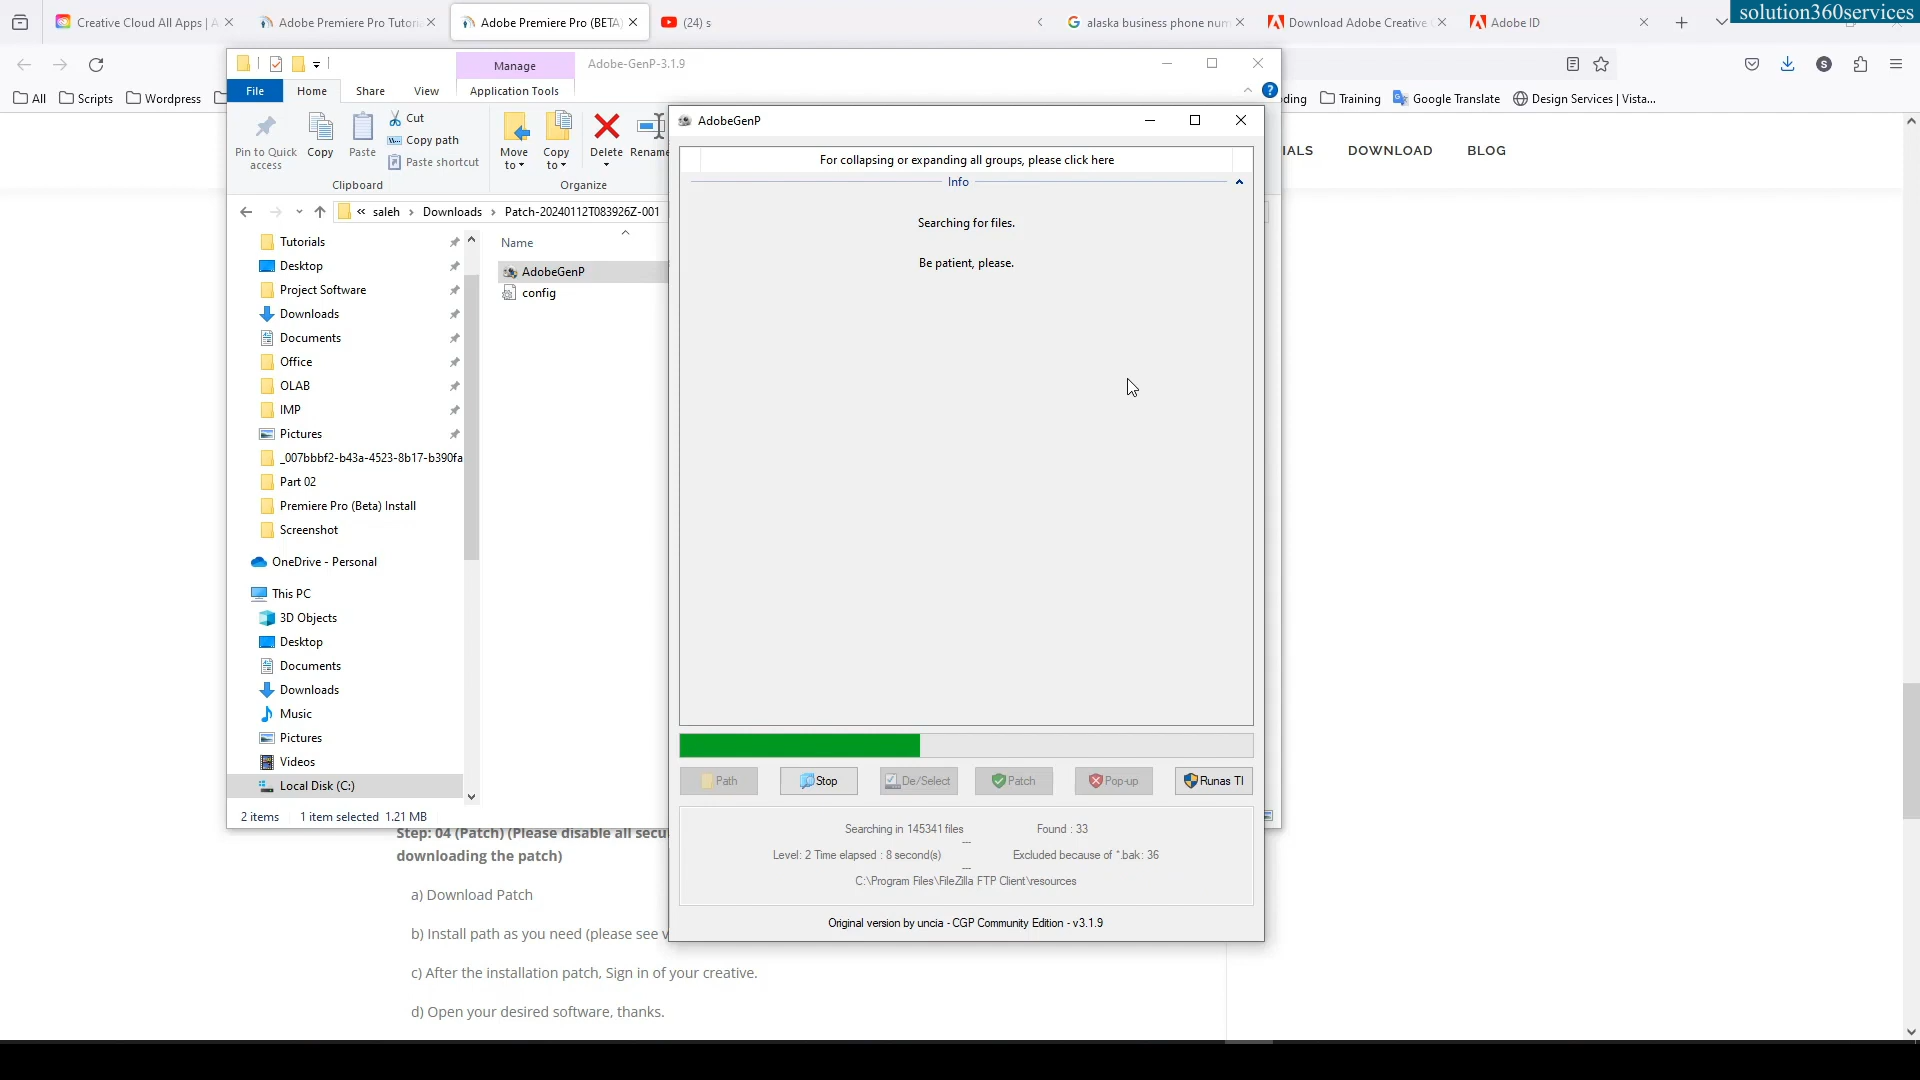 solution360services
Creative Cloud All Apps | A
Adobe Premiere Pro Tutoria
Adobe Premiere Pro (BETA)
(24) s
alaska business phone num
Download Adobe Creative C
Adobe ID
All
Scripts
Wordpress
ding
Training
Google Translate
Design Services | Vista...
IALS
DOWNLOAD
BLOG
Manage
Adobe-GenP-3.1.9
File
Home
Share
View
Application Tools
Pin to Quick access
Copy
Paste
Cut
Copy path
Paste shortcut
Move to
Copy to
Delete
Rename
Clipboard
Organize
« saleh > Downloads > Patch-20240112T083926Z-001
Tutorials
Desktop
Project Software
Downloads
Documents
Office
OLAB
IMP
Pictures
_007bbbf2-b43a-4523-8b17-b390fa
Part 02
Premiere Pro (Beta) Install
Screenshot
OneDrive - Personal
This PC
3D Objects
Desktop
Documents
Downloads
Music
Pictures
Videos
Local Disk (C:)
Name
AdobeGenP
config
2 items
1 item selected 1.21 MB
AdobeGenP
For collapsing or expanding all groups, please click here
Info
Searching for files.
Be patient, please.
Path
Stop
De/Select
Patch
Pop-up
Runas TI
Searching in 145341 files
Found : 33
---
Level: 2 Time elapsed : 8 second(s)
Excluded because of *.bak: 36
---
C:\Program Files\FileZilla FTP Client\resources
Original version by uncia - CGP Community Edition - v3.1.9
Step: 04 (Patch) (Please disable all secu
downloading the patch)
a) Download Patch
b) Install path as you need (please see v
c) After the installation patch, Sign in of your creative.
d) Open your desired software, thanks.